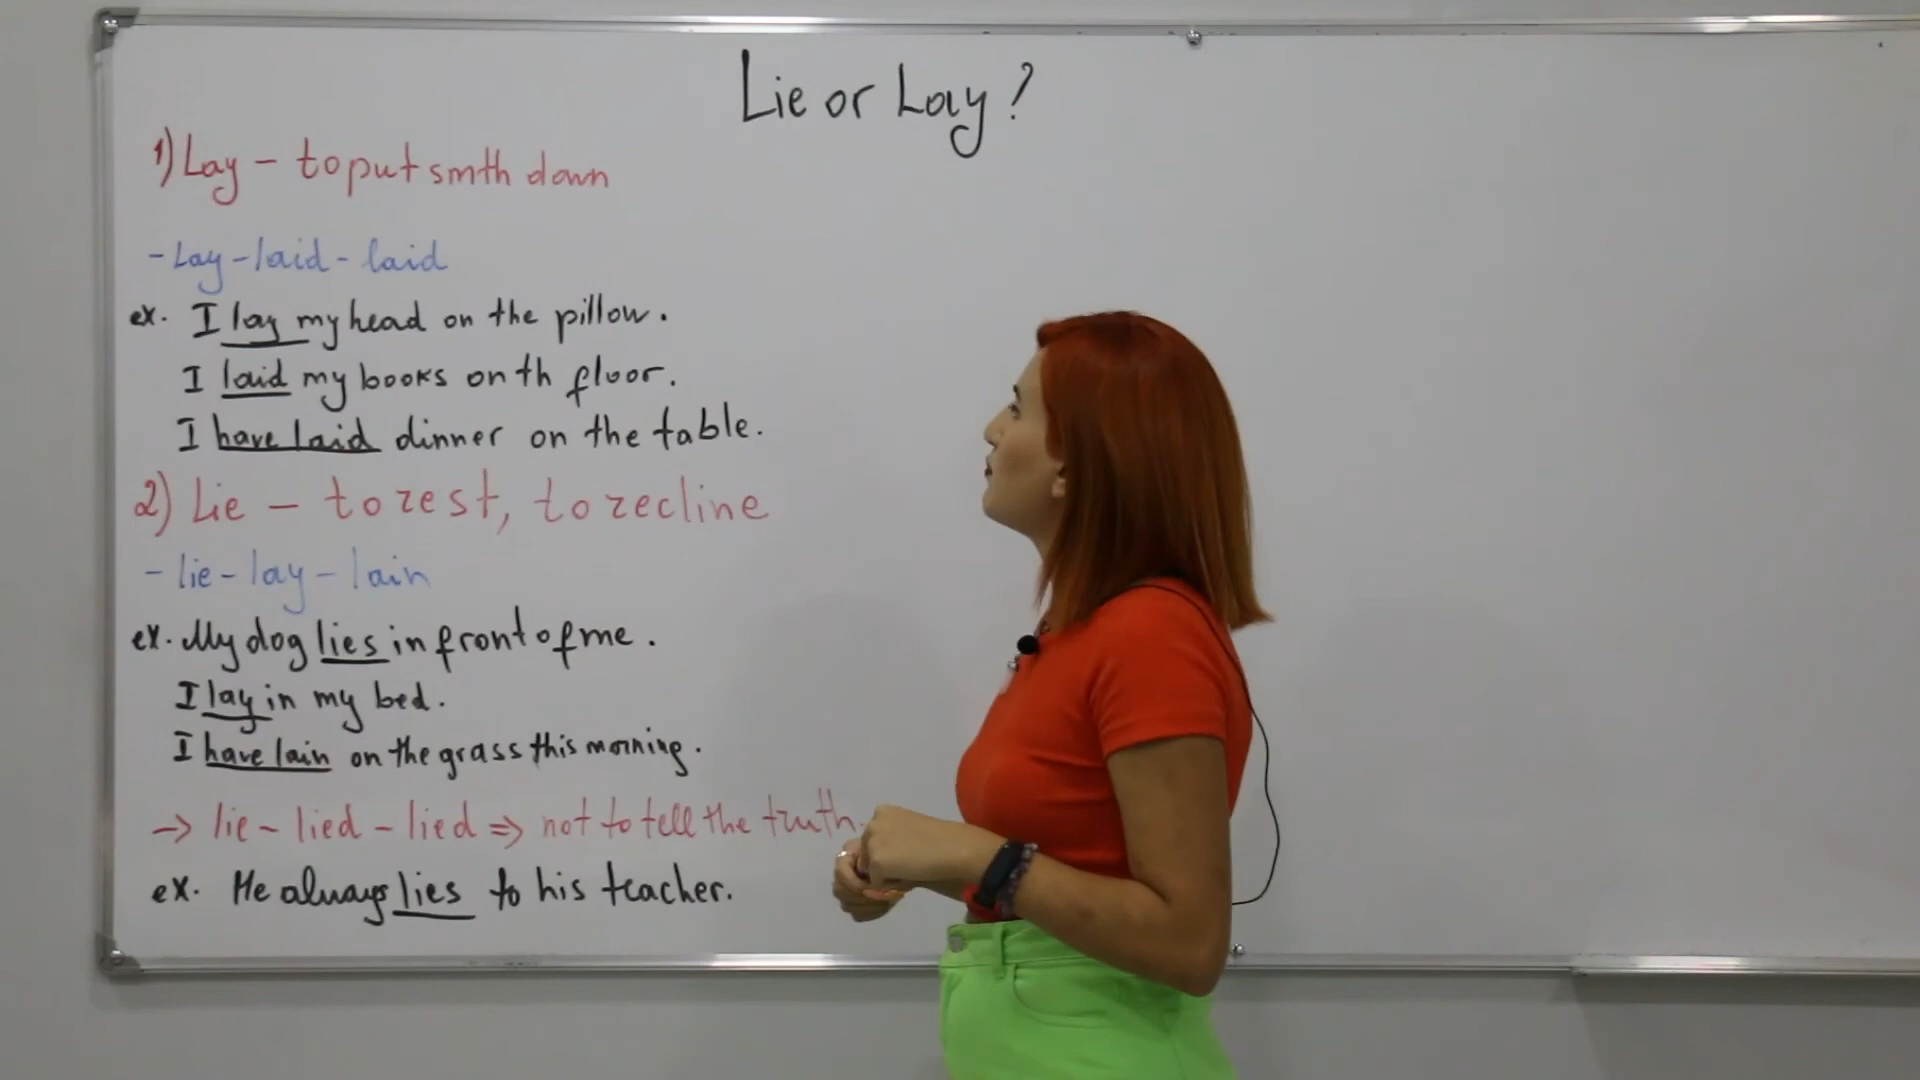 Lie or Lay?
1) Lay - to put smth down
- Lay - laid - laid
ex. I lay my head on the pillow.
I laid my books on th floor.
I have laid dinner on the table.
2) Lie - to rest, to recline
- lie - lay - lain
ex. My dog lies in front of me.
I lay in my bed.
I have lain on the grass this morning.
→ lie - lied - lied ⇒ not to tell the truth.
ex. He always lies to his teacher.